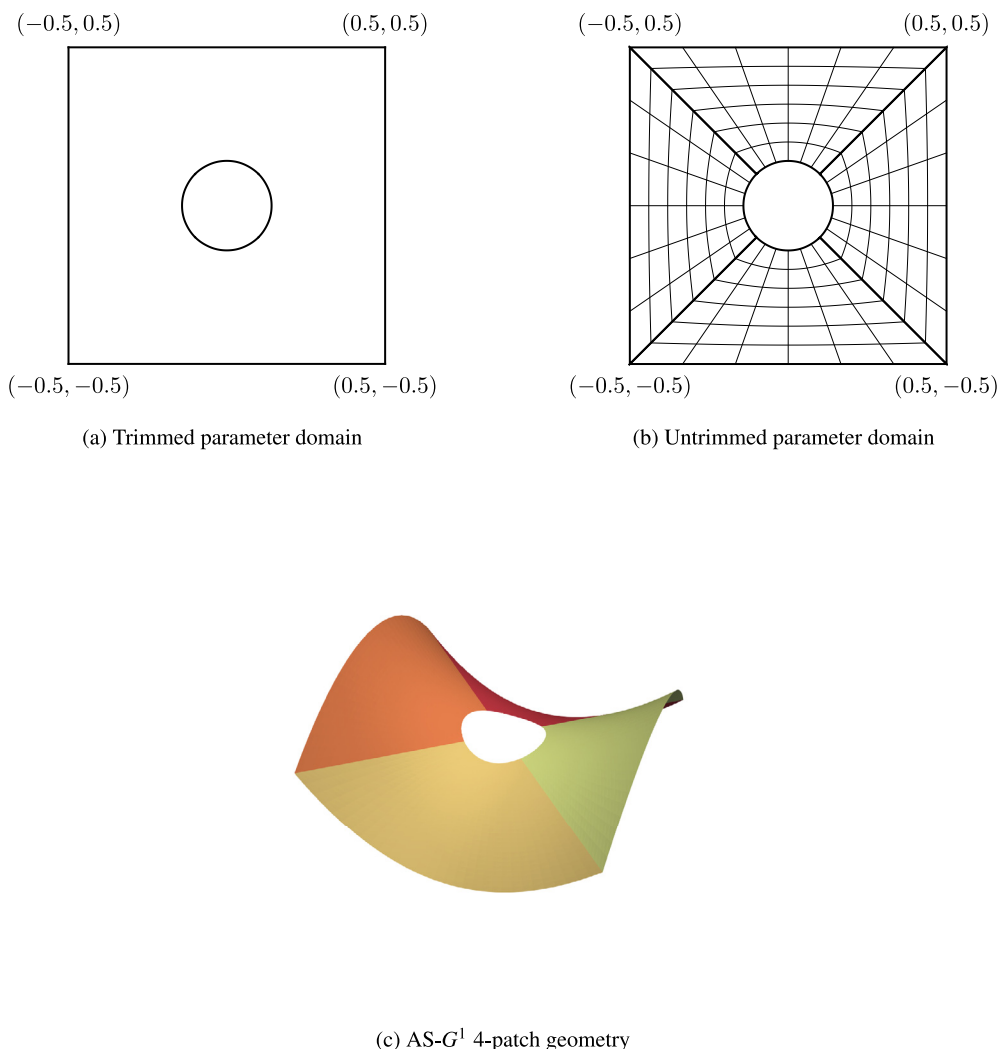 (−0.5, 0.5) (0.5, 0.5) (−0.5, 0.5) (0.5, 0.5)
(−0.5, −0.5) (0.5, −0.5) (−0.5, −0.5) (0.5, −0.5)
(a) Trimmed parameter domain (b) Untrimmed parameter domain
(c) AS-G¹ 4-patch geometry